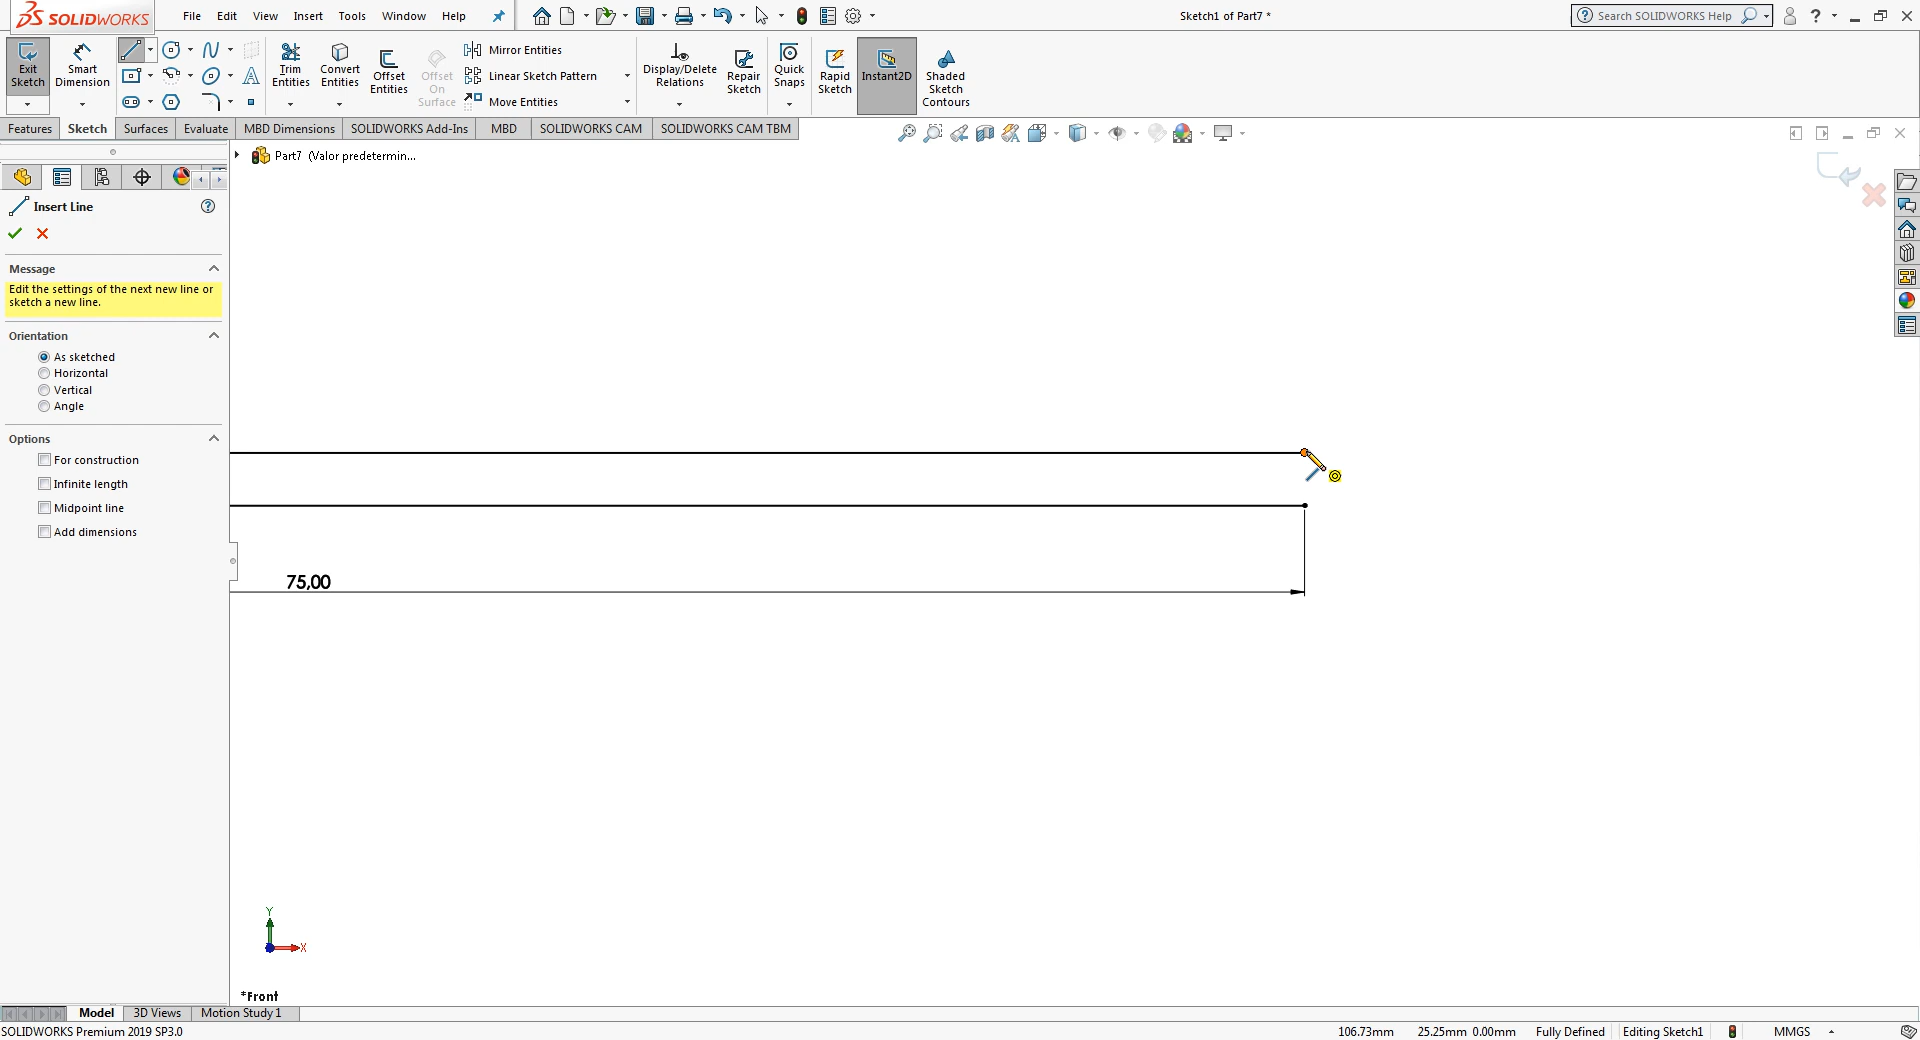 SOLIDWORKS
File Edit View Insert Tools Window Help
Sketch1 of Part7 *
Search SOLIDWORKS Help
Exit Sketch
Smart Dimension
Trim Entities
Convert Entities
Offset Entities
Offset On Surface
Mirror Entities
Linear Sketch Pattern
Move Entities
Display/Delete Relations
Repair Sketch
Quick Snaps
Rapid Sketch
Instant2D
Shaded Sketch Contours
Features Sketch Surfaces Evaluate MBD Dimensions SOLIDWORKS Add-Ins MBD SOLIDWORKS CAM SOLIDWORKS CAM TBM
Part7 (Valor predetermin...
Insert Line
Message
Edit the settings of the next new line or
sketch a new line.
Orientation
As sketched
Horizontal
Vertical
Angle
Options
For construction
Infinite length
Midpoint line
Add dimensions
75,00
Y
X
*Front
Model 3D Views Motion Study 1
SOLIDWORKS Premium 2019 SP3.0
106.73mm 25.25mm 0.00mm Fully Defined Editing Sketch1 MMGS